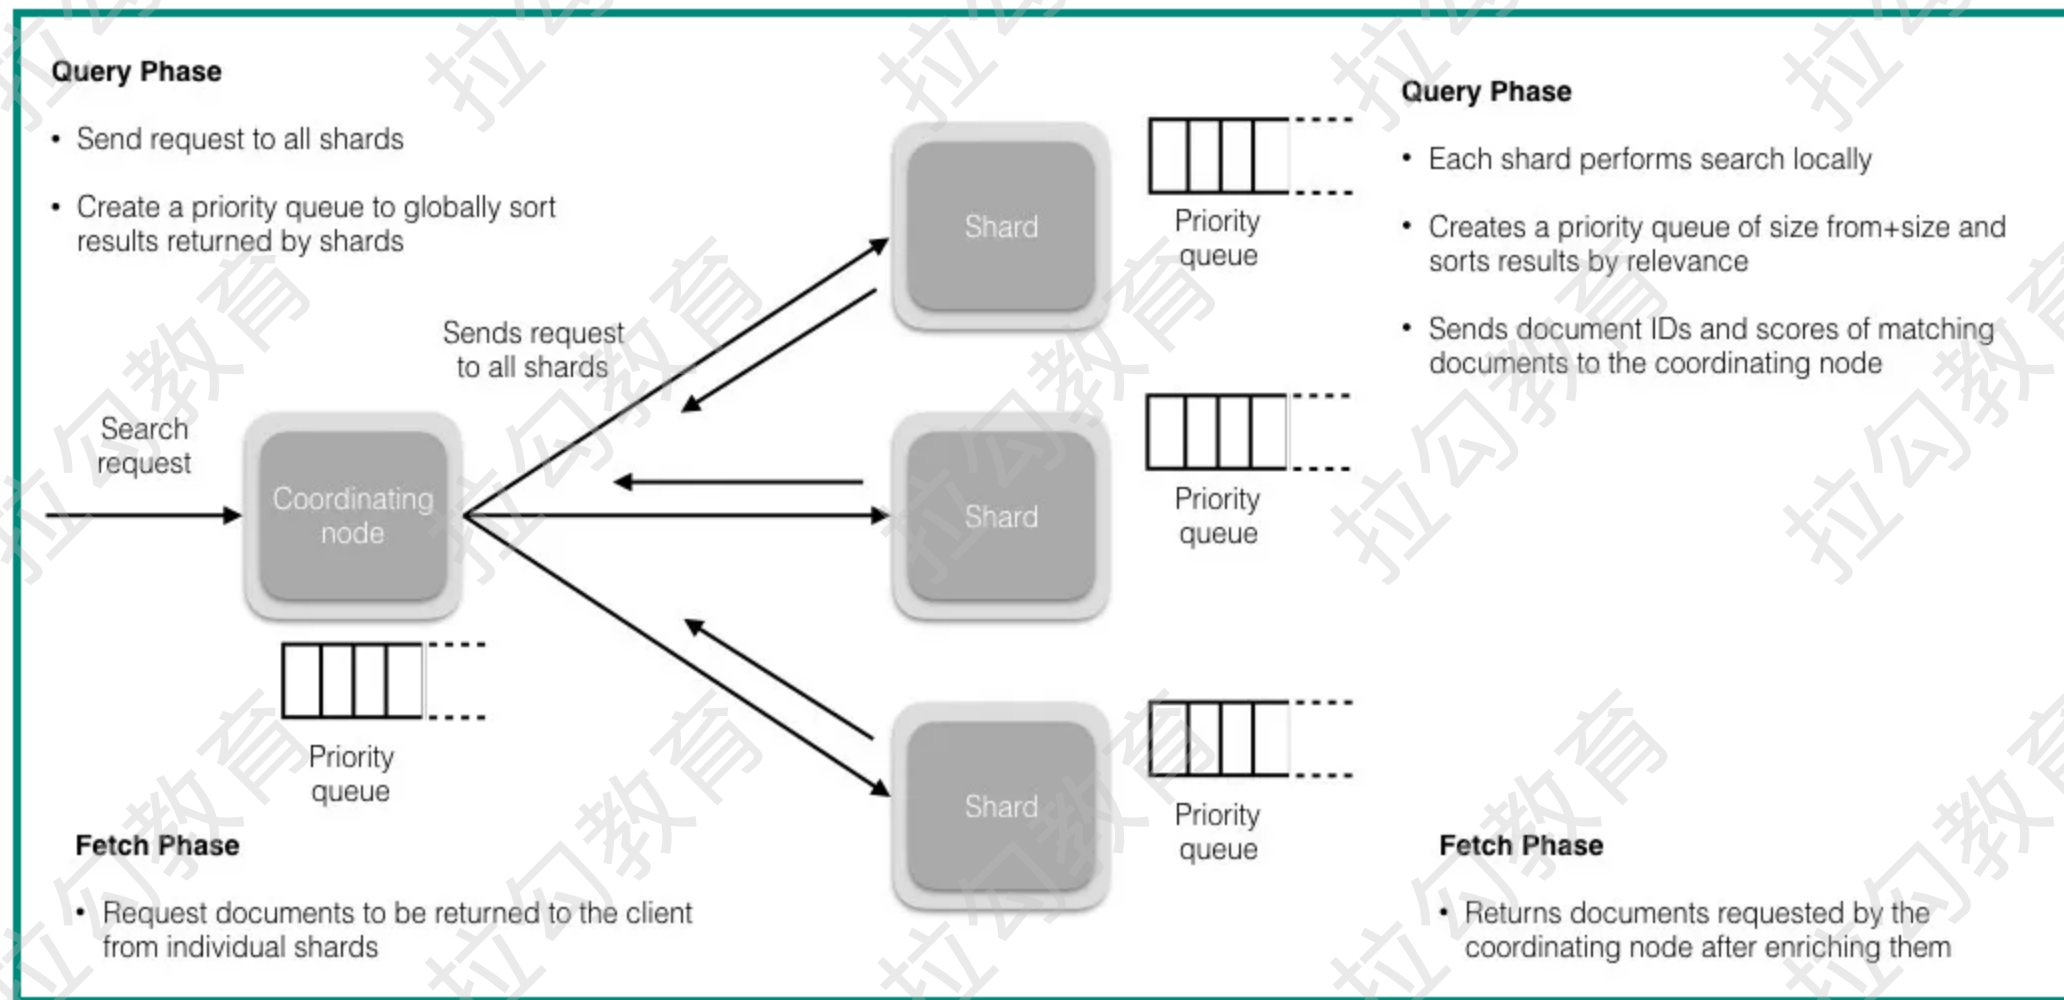 Query Phase
• Send request to all shards
• Create a priority queue to globally sort
results returned by shards
Sends request
to all shards
Search
request
Coordinating
node
Priority
queue
Fetch Phase
• Request documents to be returned to the client
from individual shards
Shard
Priority
queue
Shard
Priority
queue
Shard
Priority
queue
Query Phase
• Each shard performs search locally
• Creates a priority queue of size from+size and
sorts results by relevance
• Sends document IDs and scores of matching
documents to the coordinating node
Fetch Phase
• Returns documents requested by the
coordinating node after enriching them
拉勾教育